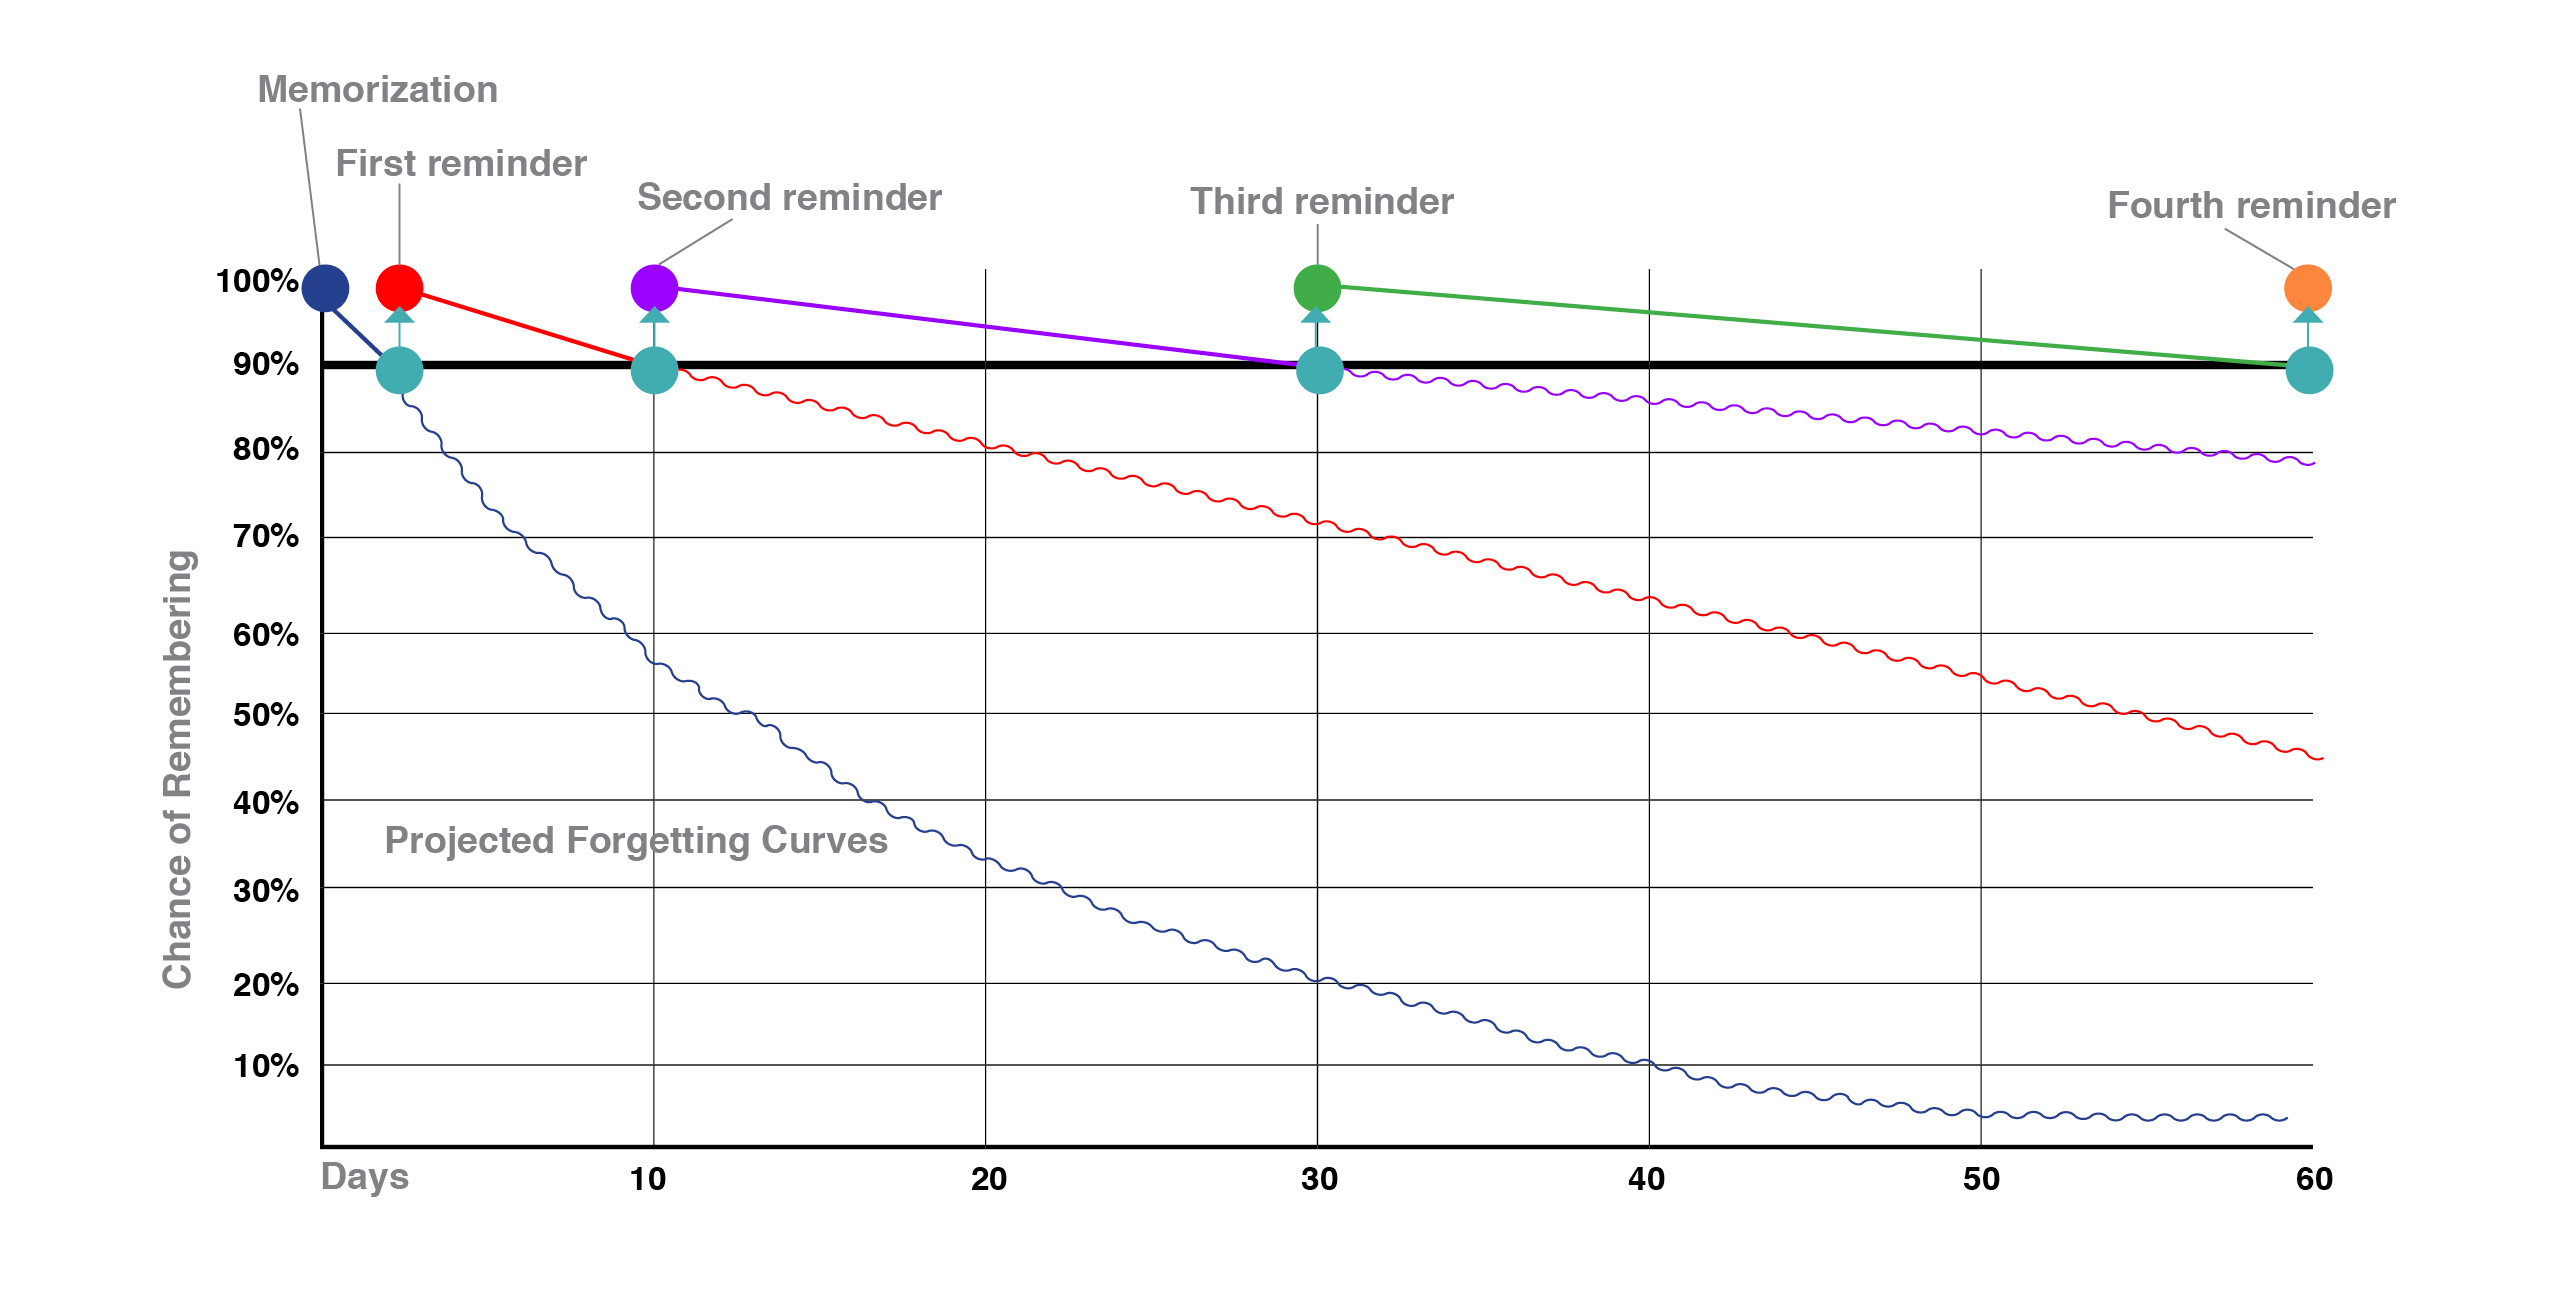 Memorization
First reminder
Second reminder
Third reminder
Fourth reminder
100%
90%
80%
70%
60%
50%
40%
30%
20%
10%
Chance of Remembering
Projected Forgetting Curves
Days
10
20
30
40
50
60